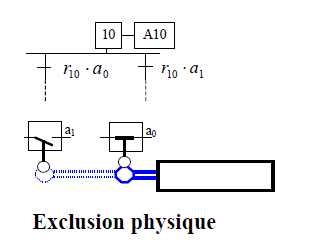 10 A10
r10 · a0 r10 · a1
a1 a0
Exclusion physique